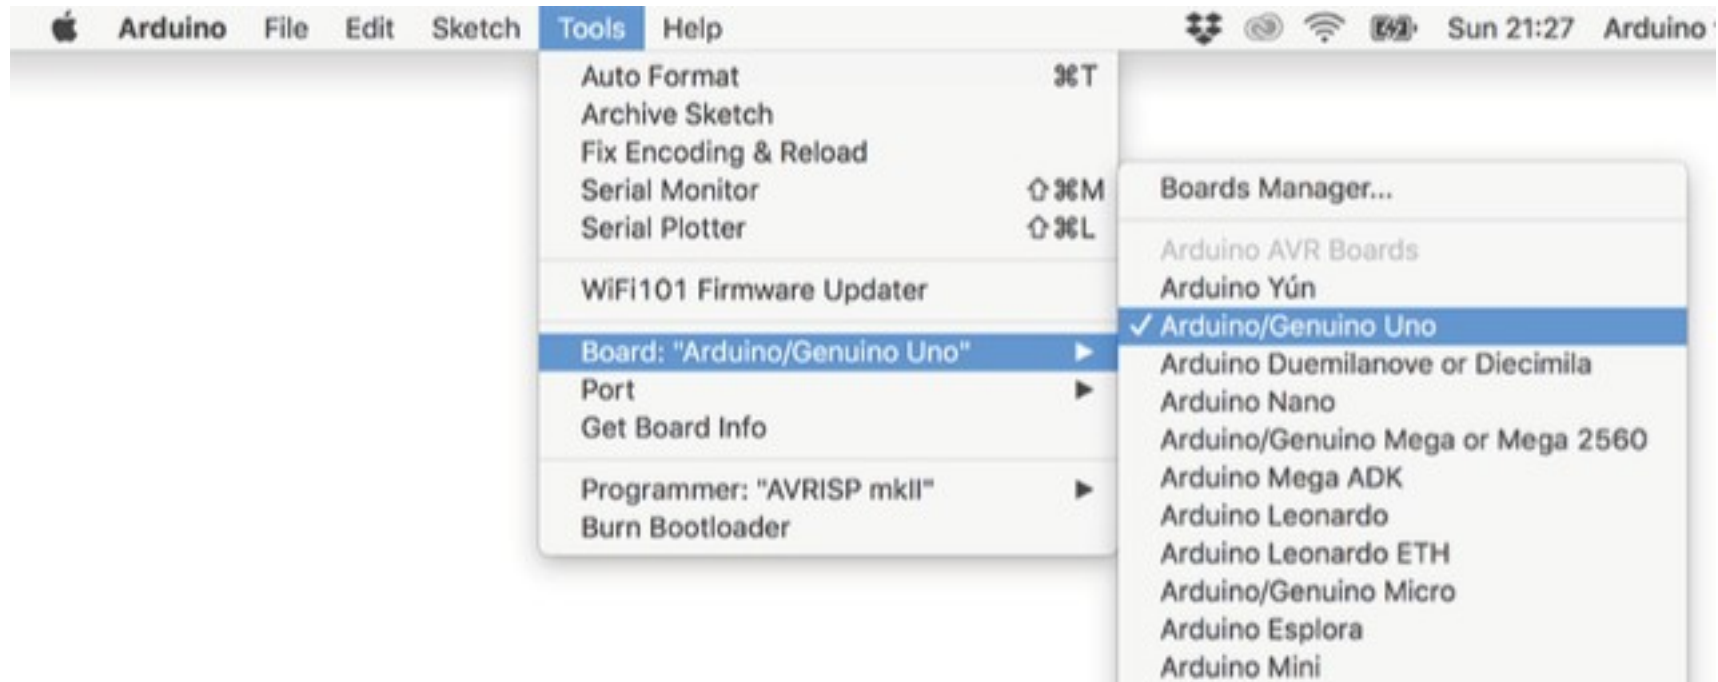 Arduino File Edit Sketch Tools Help Sun 21:27 Arduino
Auto Format ⌘T
Archive Sketch
Fix Encoding & Reload
Serial Monitor ⇧⌘M
Serial Plotter ⇧⌘L
WiFi101 Firmware Updater
Board: "Arduino/Genuino Uno"
Port
Get Board Info
Programmer: "AVRISP mkII"
Burn Bootloader
Boards Manager...
Arduino AVR Boards
Arduino Yún
✓ Arduino/Genuino Uno
Arduino Duemilanove or Diecimila
Arduino Nano
Arduino/Genuino Mega or Mega 2560
Arduino Mega ADK
Arduino Leonardo
Arduino Leonardo ETH
Arduino/Genuino Micro
Arduino Esplora
Arduino Mini